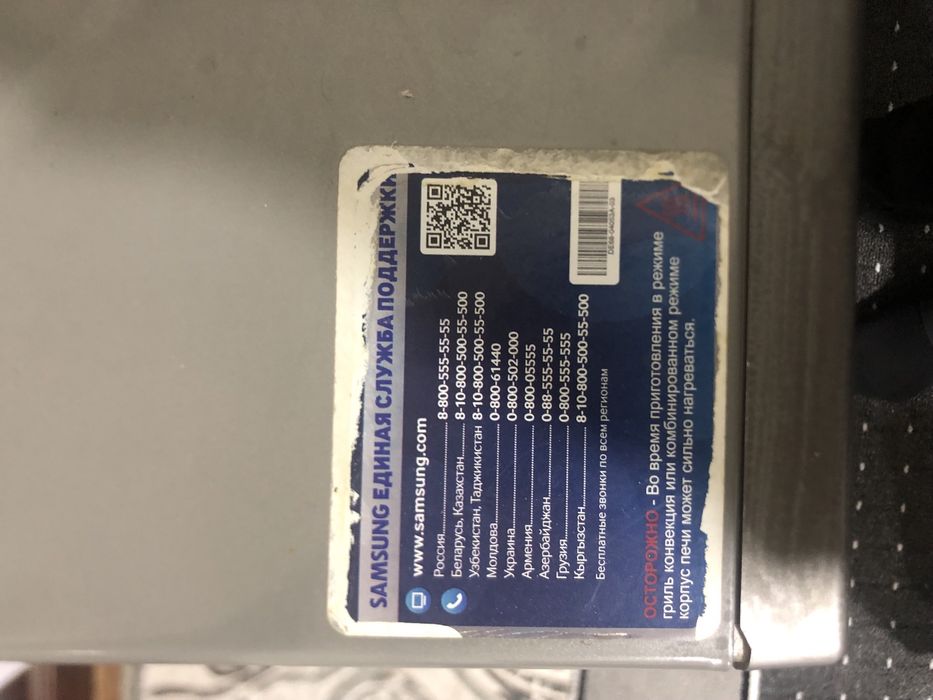 SAMSUNG ЕДИНАЯ СЛУЖБА ПОДДЕРЖКИ
www.samsung.com
Россия........ 8-800-555-55-55
Беларусь, Казахстан........ 8-10-800-500-55-500
Узбекистан, Таджикистан 8-10-800-500-55-500
Молдова........ 0-800-61440
Украина........ 0-800-502-000
Армения........ 0-800-05555
Азербайджан........ 0-88-555-55-55
Грузия........ 0-800-555-555
Кыргызстан........ 8-10-800-500-55-500
Бесплатные звонки по всем регионам
DE68-04053A-03
ОСТОРОЖНО - Во время приготовления в режиме
гриль конвекция или комбинированном режиме
корпус печи может сильно нагреваться.